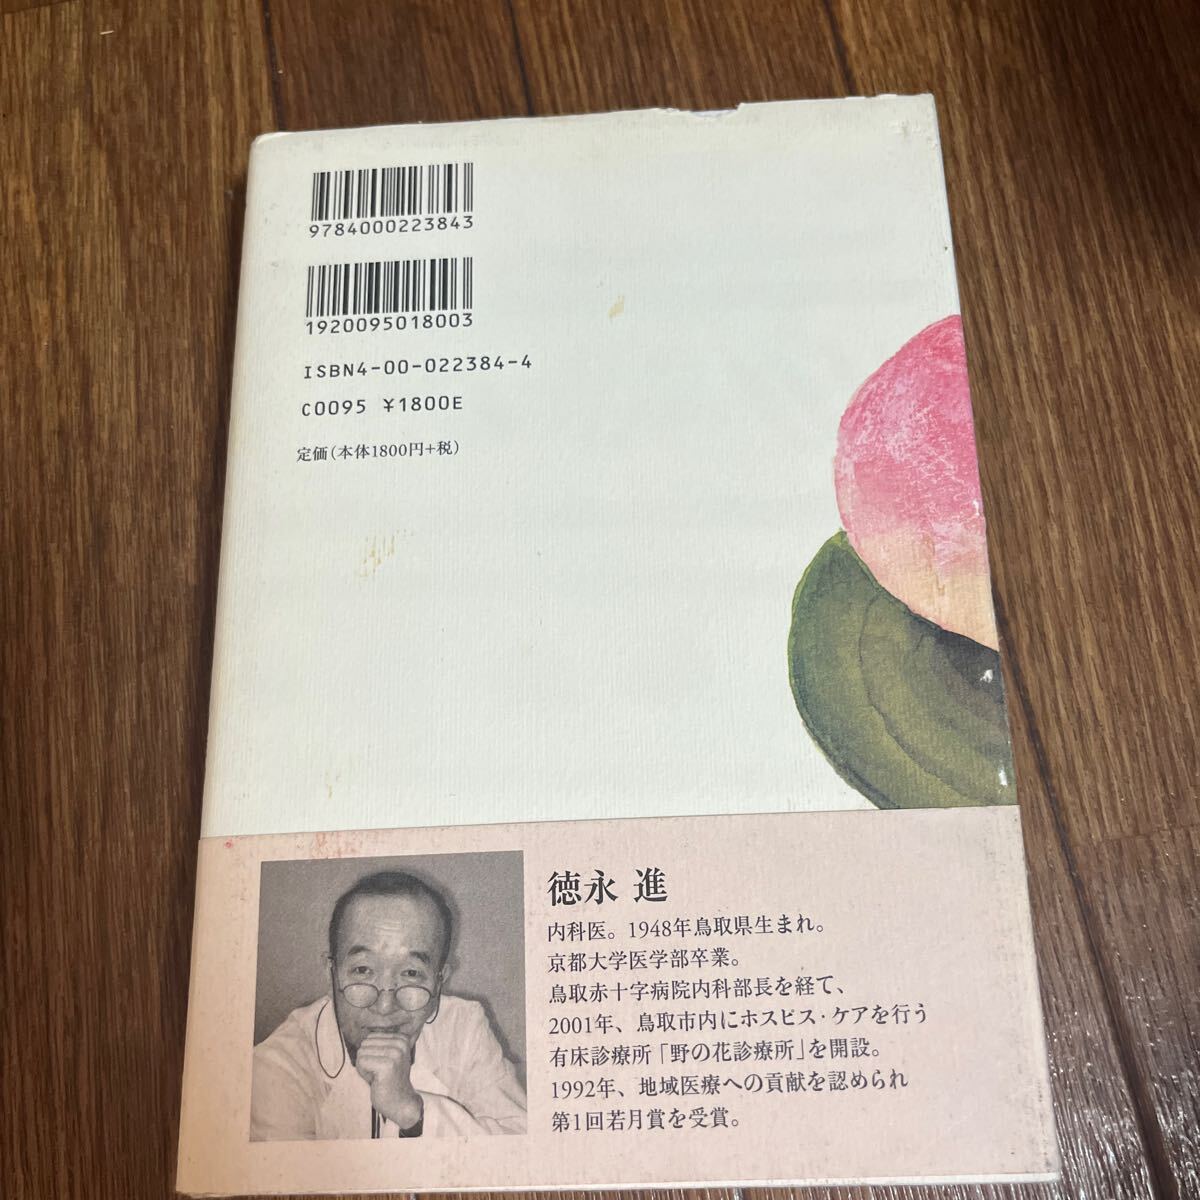 9784000223843
1920095018003
ISBN4-00-022384-4
C0095 ¥1800E
定価(本体1800円+税)
徳永 進
内科医。1948年鳥取県生まれ。
京都大学医学部卒業。
鳥取赤十字病院内科部長を経て、
2001年、鳥取市内にホスピス・ケアを行う
有床診療所「野の花診療所」を開設。
1992年、地域医療への貢献を認められ
第1回若月賞を受賞。